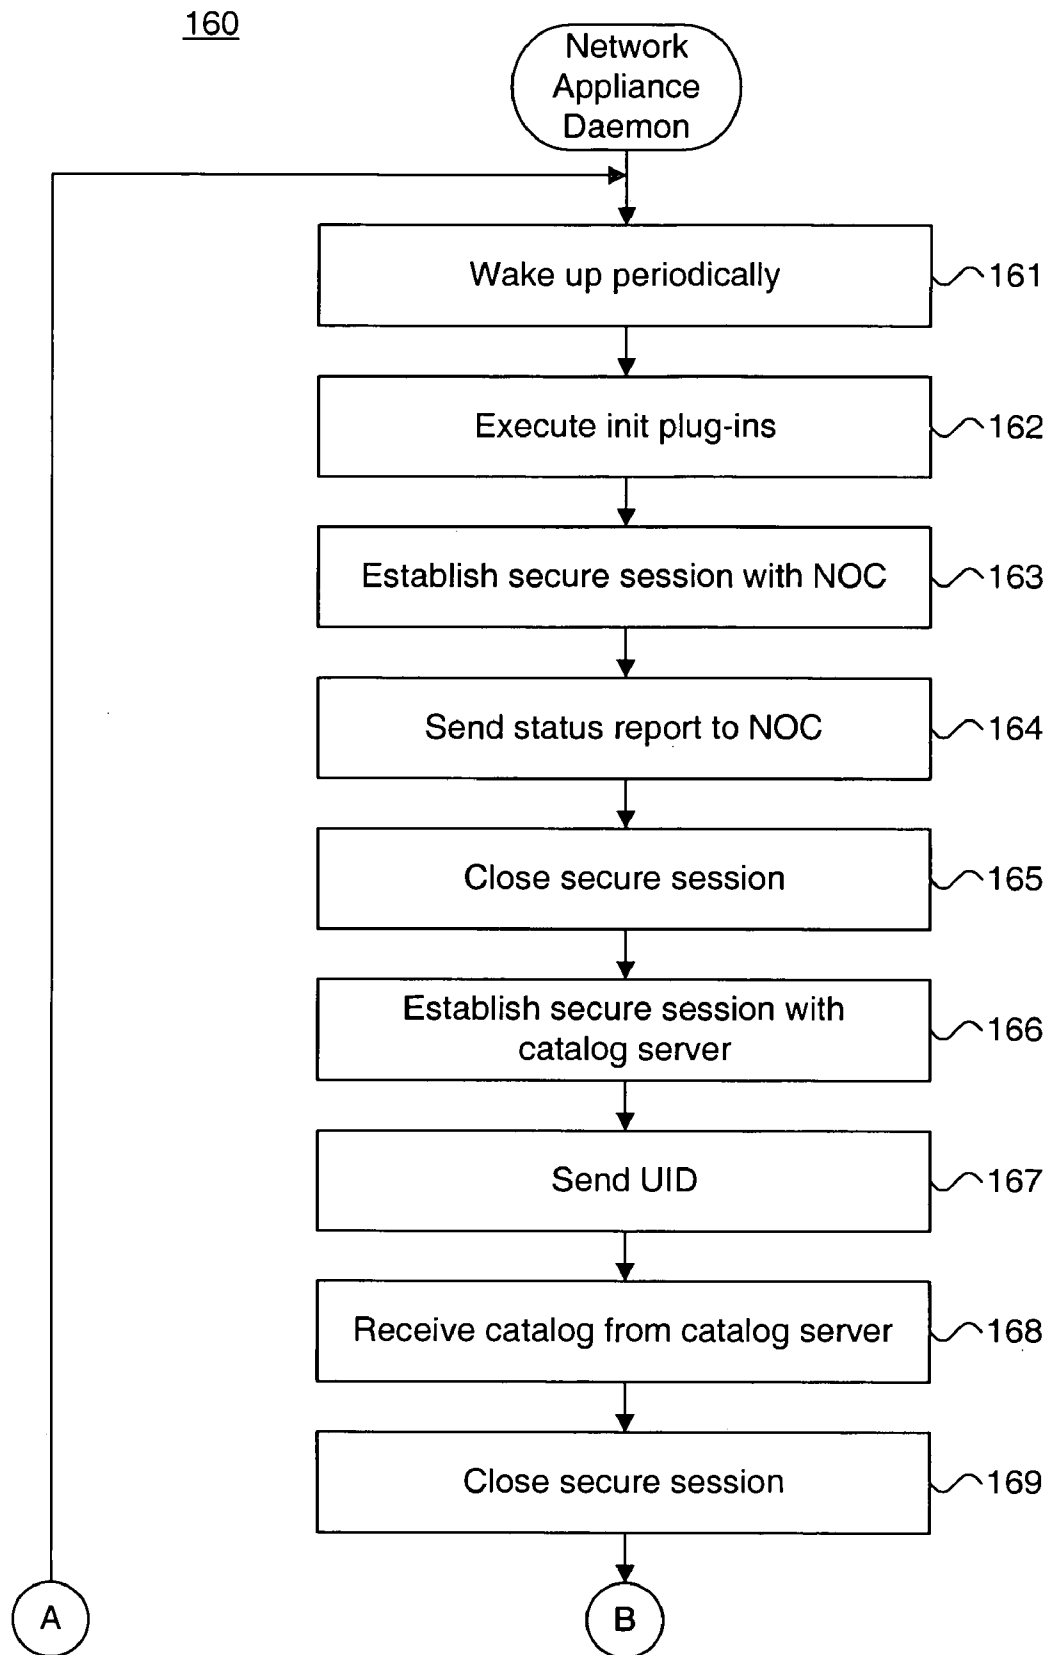 160
Network
Appliance
Daemon
Wake up periodically
161
Execute init plug-ins
162
Establish secure session with NOC
163
Send status report to NOC
164
Close secure session
165
Establish secure session with
catalog server
166
Send UID
167
Receive catalog from catalog server
168
Close secure session
169
A
B